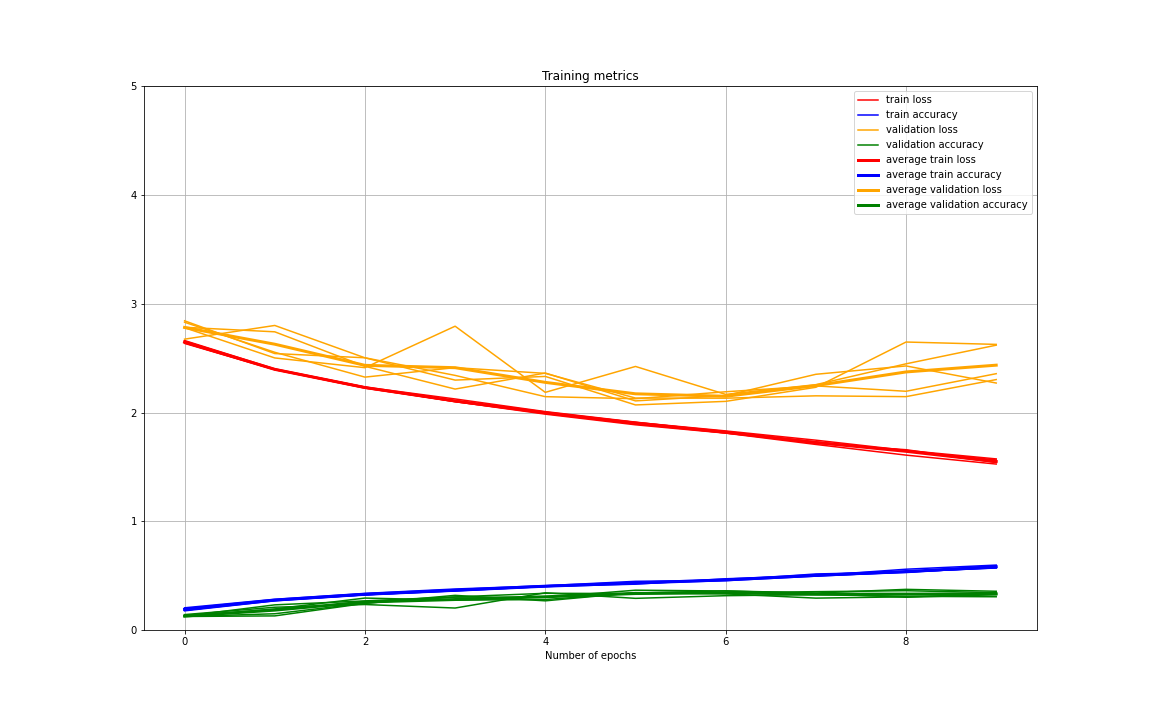 Training metrics
5
4
3
2
1
0
train loss
train accuracy
validation loss
validation accuracy
average train loss
average train accuracy
average validation loss
average validation accuracy
0 2 4 6 8
Number of epochs